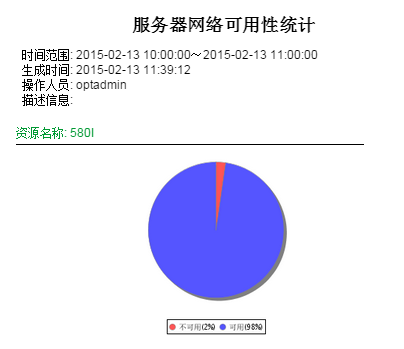 服务器网络可用性统计
时间范围: 2015-02-13 10:00:00～2015-02-13 11:00:00
生成时间: 2015-02-13 11:39:12
操作人员: optadmin
描述信息:
资源名称: 580I
不可用(2%) 可用(98%)